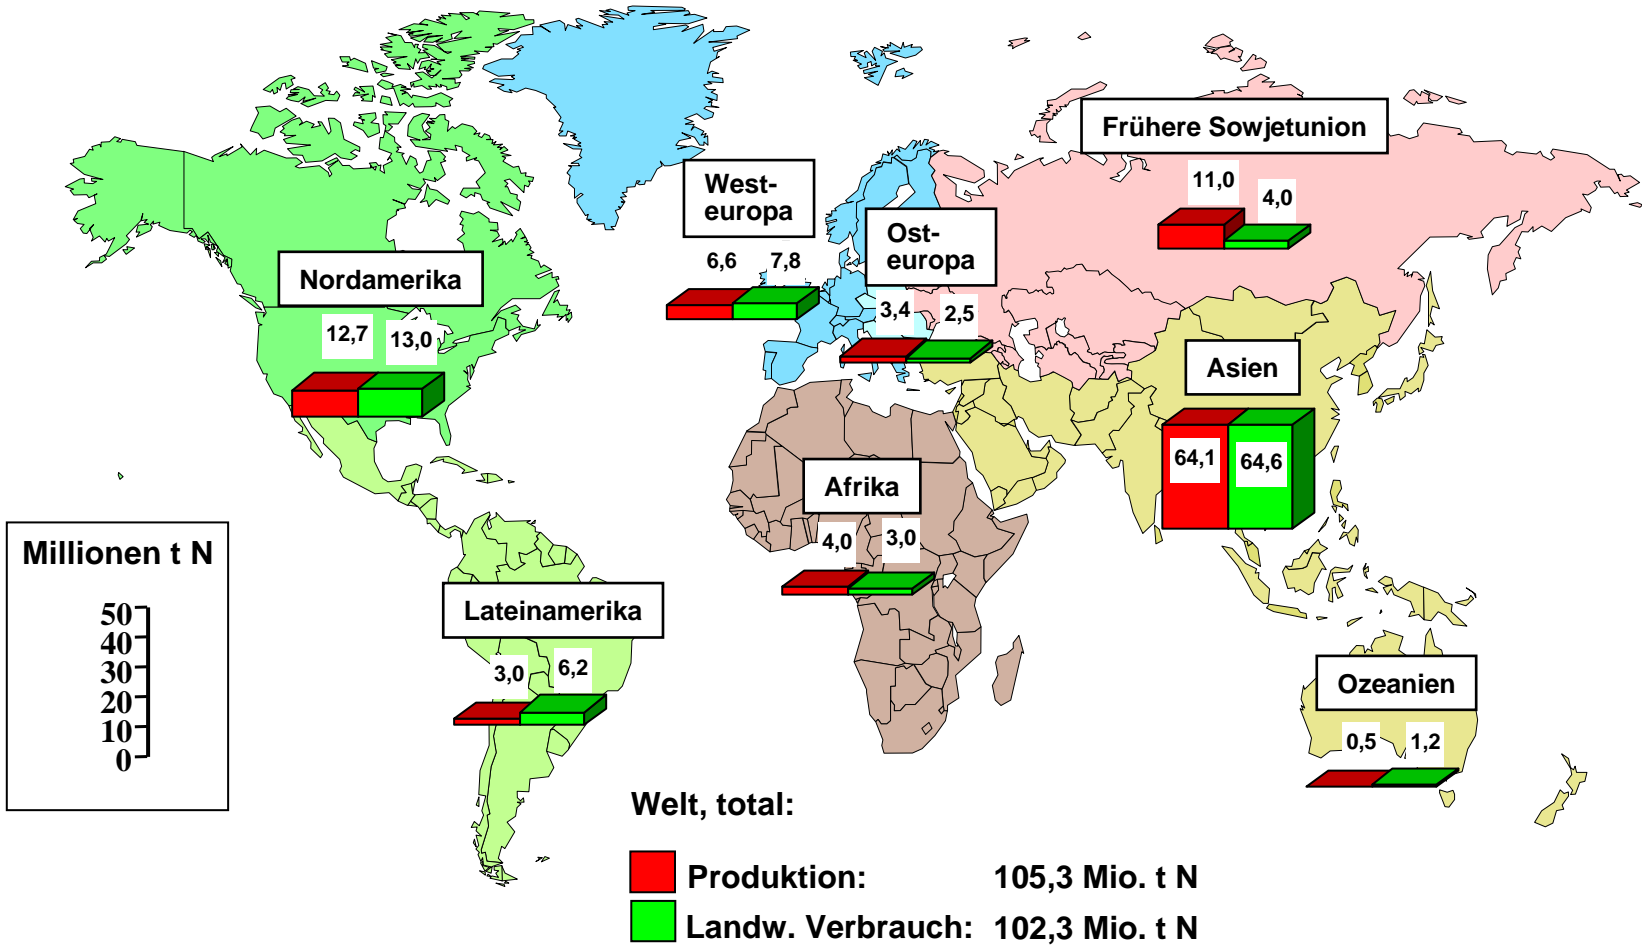 Frühere Sowjetunion
11,0
4,0
West-
europa
6,6
7,8
Ost-
europa
3,4
2,5
Nordamerika
12,7
13,0
Asien
64,1
64,6
Afrika
4,0
3,0
Millionen t N
50
40
30
20
10
0
Lateinamerika
3,0
6,2
Ozeanien
0,5
1,2
Welt, total:
Produktion: 105,3 Mio. t N
Landw. Verbrauch: 102,3 Mio. t N